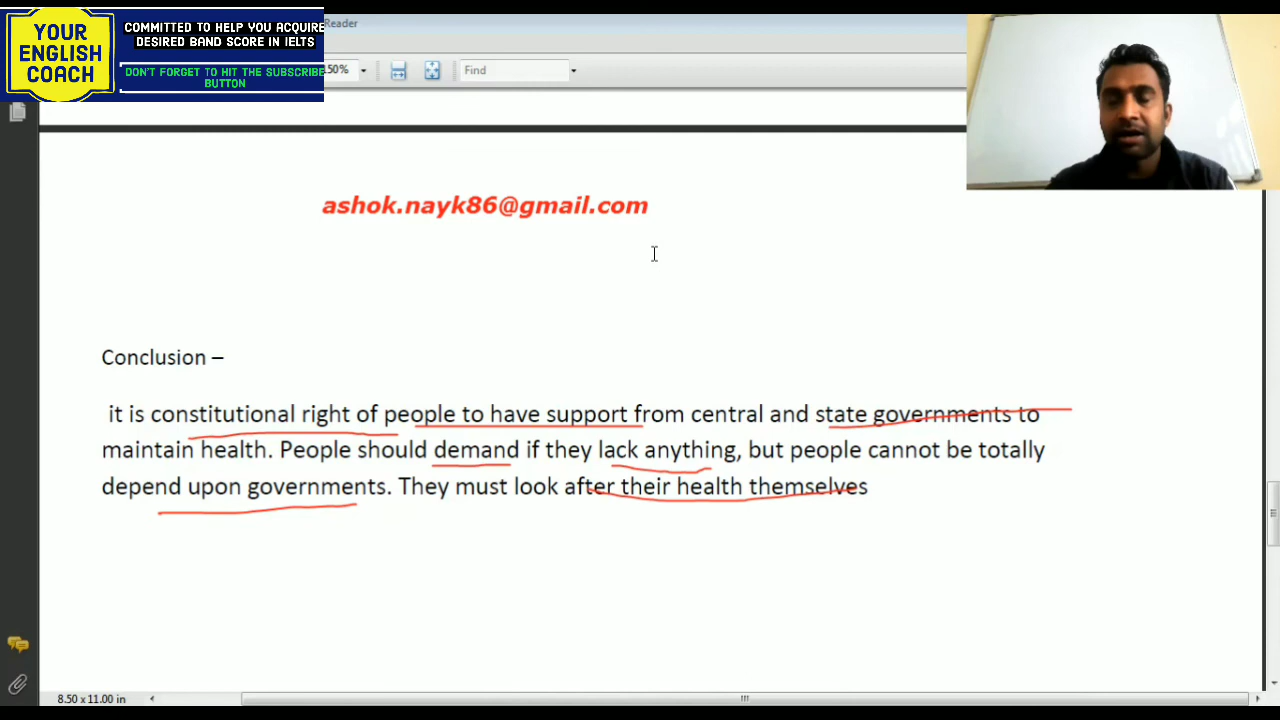 YOUR
ENGLISH
COACH
COMMITTED TO HELP YOU ACQUIRE
DESIRED BAND SCORE IN IELTS
DON'T FORGET TO HIT THE SUBSCRIBE
BUTTON
Reader
50%
Find
ashok.nayk86@gmail.com
Conclusion –
it is constitutional right of people to have support from central and state governments to
maintain health. People should demand if they lack anything, but people cannot be totally
depend upon governments. They must look after their health themselves
8.50 x 11.00 in